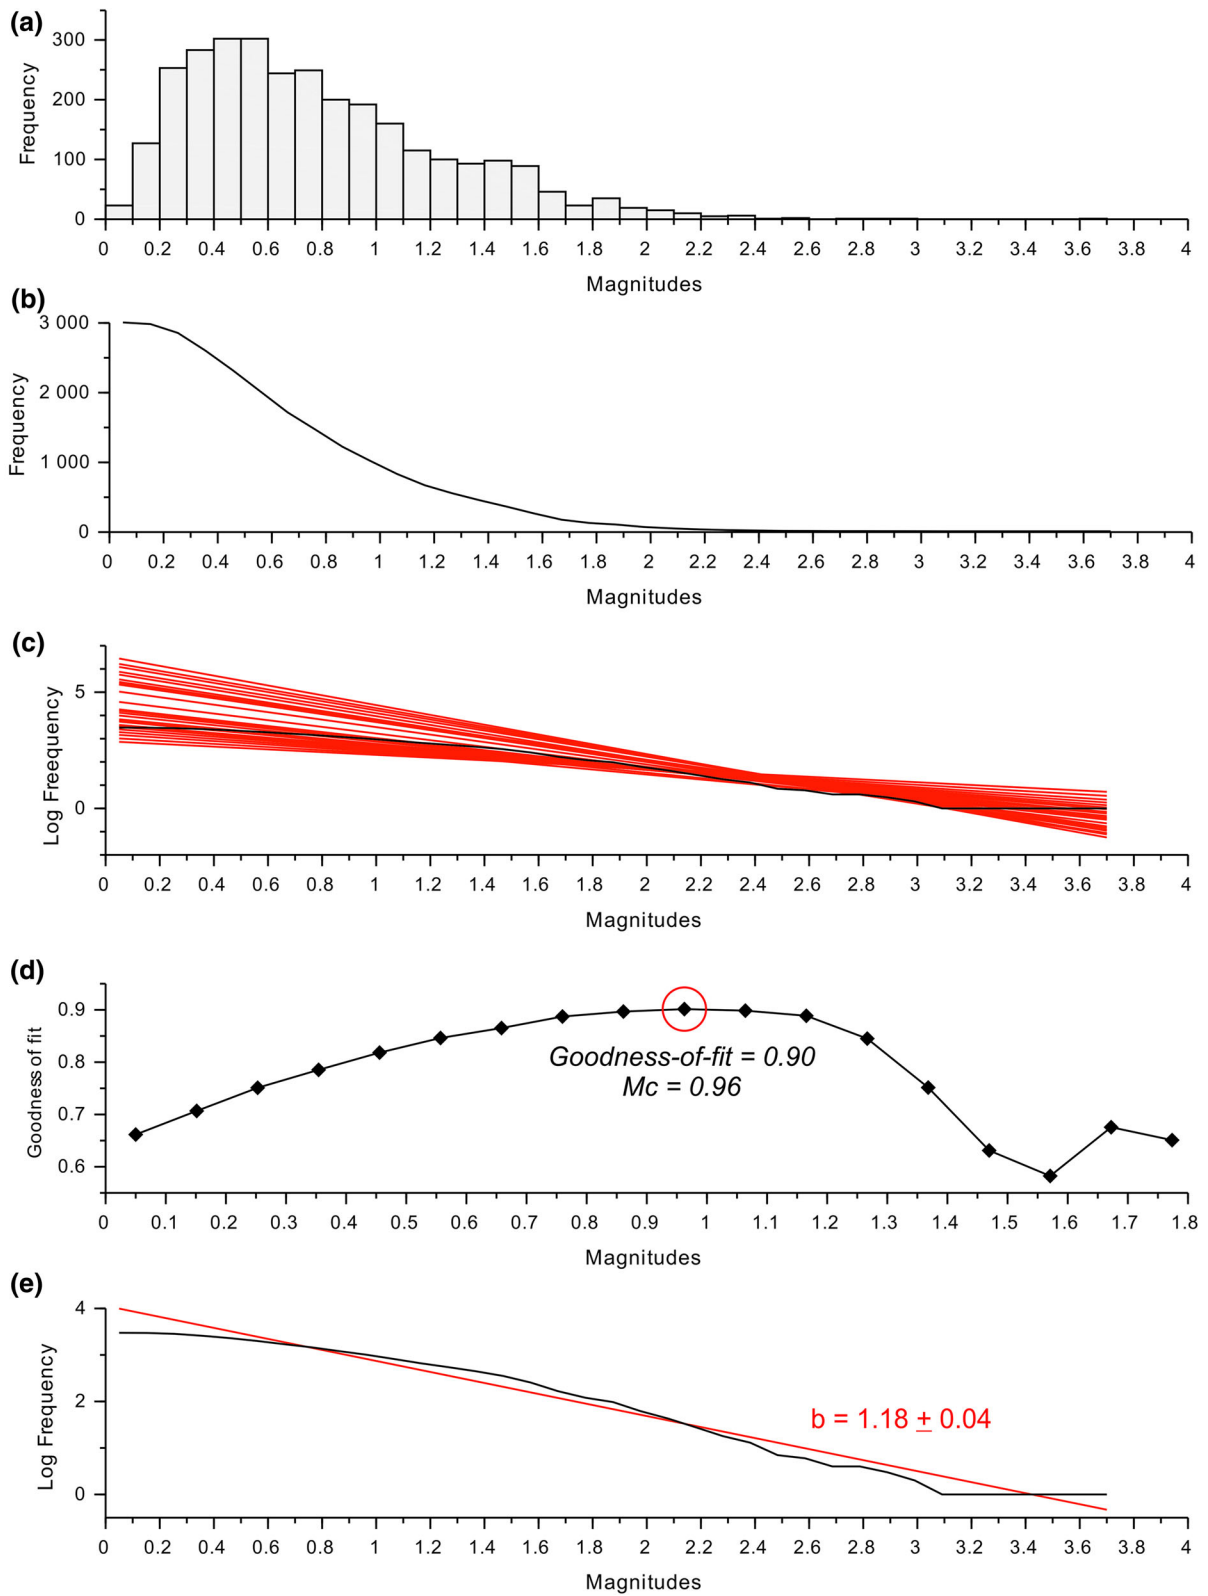 (a)
300
200
100
0
Frequency
0 0.2 0.4 0.6 0.8 1 1.2 1.4 1.6 1.8 2 2.2 2.4 2.6 2.8 3 3.2 3.4 3.6 3.8 4
Magnitudes
(b)
3 000
2 000
1 000
0
Frequency
0 0.2 0.4 0.6 0.8 1 1.2 1.4 1.6 1.8 2 2.2 2.4 2.6 2.8 3 3.2 3.4 3.6 3.8 4
Magnitudes
(c)
5
0
Log Freequency
0 0.2 0.4 0.6 0.8 1 1.2 1.4 1.6 1.8 2 2.2 2.4 2.6 2.8 3 3.2 3.4 3.6 3.8 4
Magnitudes
(d)
0.9
0.8
0.7
0.6
Goodness of fit
Goodness-of-fit = 0.90
Mc = 0.96
0 0.1 0.2 0.3 0.4 0.5 0.6 0.7 0.8 0.9 1 1.1 1.2 1.3 1.4 1.5 1.6 1.7 1.8
Magnitudes
(e)
4
2
0
Log Frequency
b = 1.18 ± 0.04
0 0.2 0.4 0.6 0.8 1 1.2 1.4 1.6 1.8 2 2.2 2.4 2.6 2.8 3 3.2 3.4 3.6 3.8 4
Magnitudes